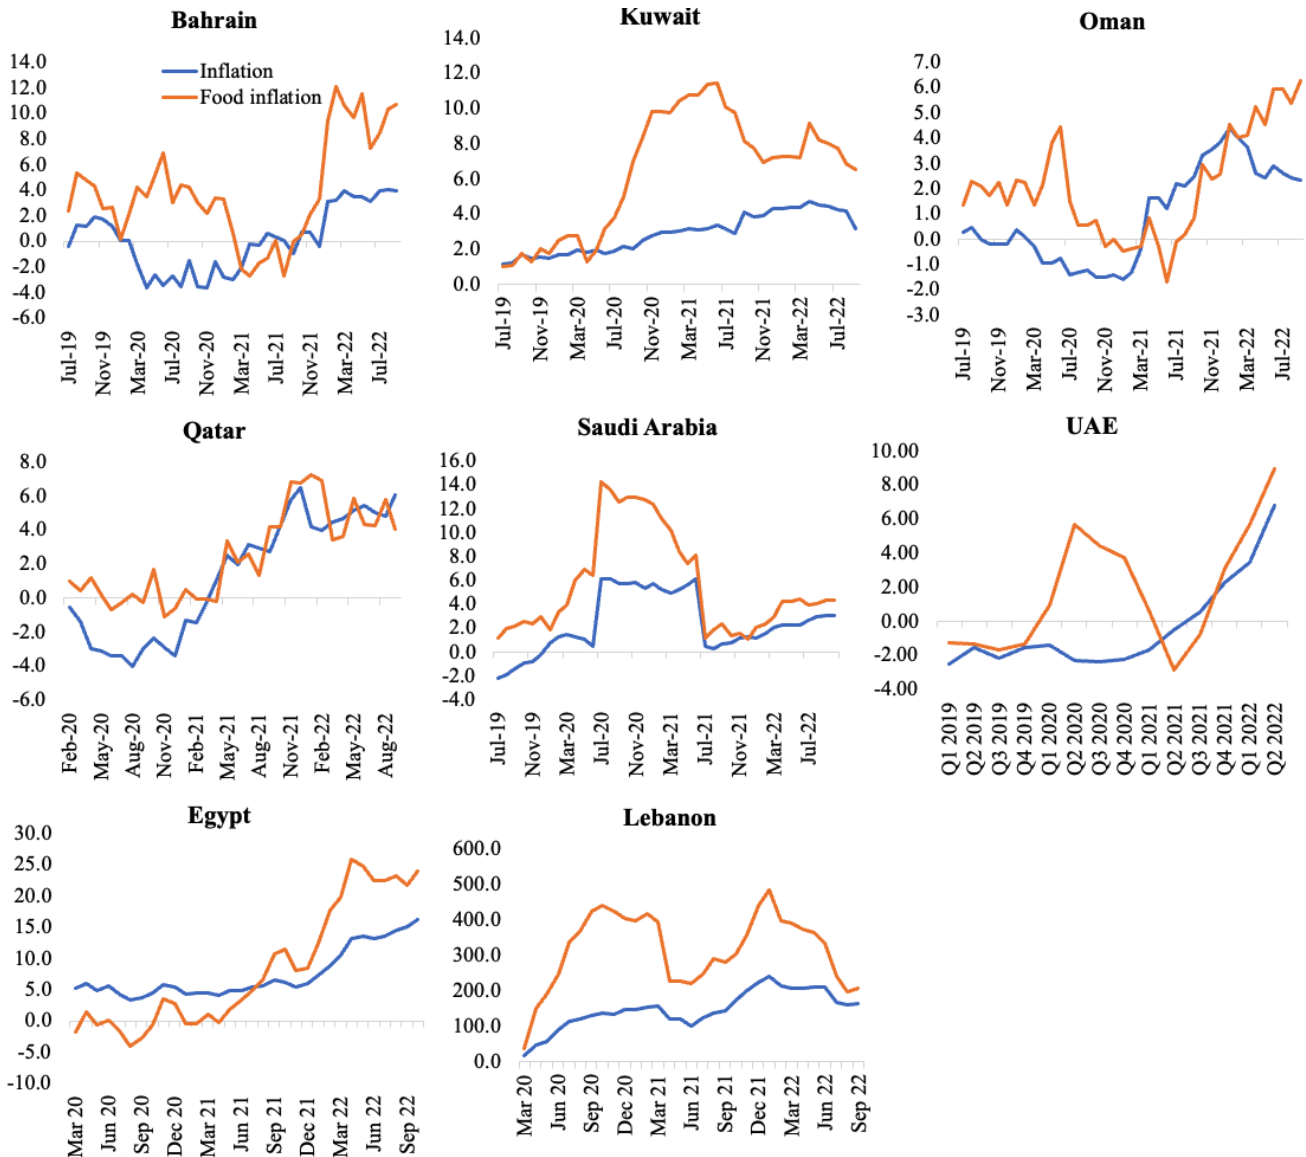 Bahrain
14.0
12.0
10.0
8.0
6.0
4.0
2.0
0.0
-2.0
-4.0
-6.0
Inflation
Food inflation
Jul-19
Nov-19
Mar-20
Jul-20
Nov-20
Mar-21
Jul-21
Nov-21
Mar-22
Jul-22
Kuwait
14.0
12.0
10.0
8.0
6.0
4.0
2.0
0.0
Jul-19
Nov-19
Mar-20
Jul-20
Nov-20
Mar-21
Jul-21
Nov-21
Mar-22
Jul-22
Oman
7.0
6.0
5.0
4.0
3.0
2.0
1.0
0.0
-1.0
-2.0
-3.0
Jul-19
Nov-19
Mar-20
Jul-20
Nov-20
Mar-21
Jul-21
Nov-21
Mar-22
Jul-22
Qatar
8.0
6.0
4.0
2.0
0.0
-2.0
-4.0
-6.0
Feb-20
May-20
Aug-20
Nov-20
Feb-21
May-21
Aug-21
Nov-21
Feb-22
May-22
Aug-22
Saudi Arabia
16.0
14.0
12.0
10.0
8.0
6.0
4.0
2.0
0.0
-2.0
-4.0
Jul-19
Nov-19
Mar-20
Jul-20
Nov-20
Mar-21
Jul-21
Nov-21
Mar-22
Jul-22
UAE
10.00
8.00
6.00
4.00
2.00
0.00
-2.00
-4.00
Q1 2019
Q2 2019
Q3 2019
Q4 2019
Q1 2020
Q2 2020
Q3 2020
Q4 2020
Q1 2021
Q2 2021
Q3 2021
Q4 2021
Q1 2022
Q2 2022
Egypt
30.0
25.0
20.0
15.0
10.0
5.0
0.0
-5.0
-10.0
Mar 20
Jun 20
Sep 20
Dec 20
Mar 21
Jun 21
Sep 21
Dec 21
Mar 22
Jun 22
Sep 22
Lebanon
600.0
500.0
400.0
300.0
200.0
100.0
0.0
Mar 20
Jun 20
Sep 20
Dec 20
Mar 21
Jun 21
Sep 21
Dec 21
Mar 22
Jun 22
Sep 22